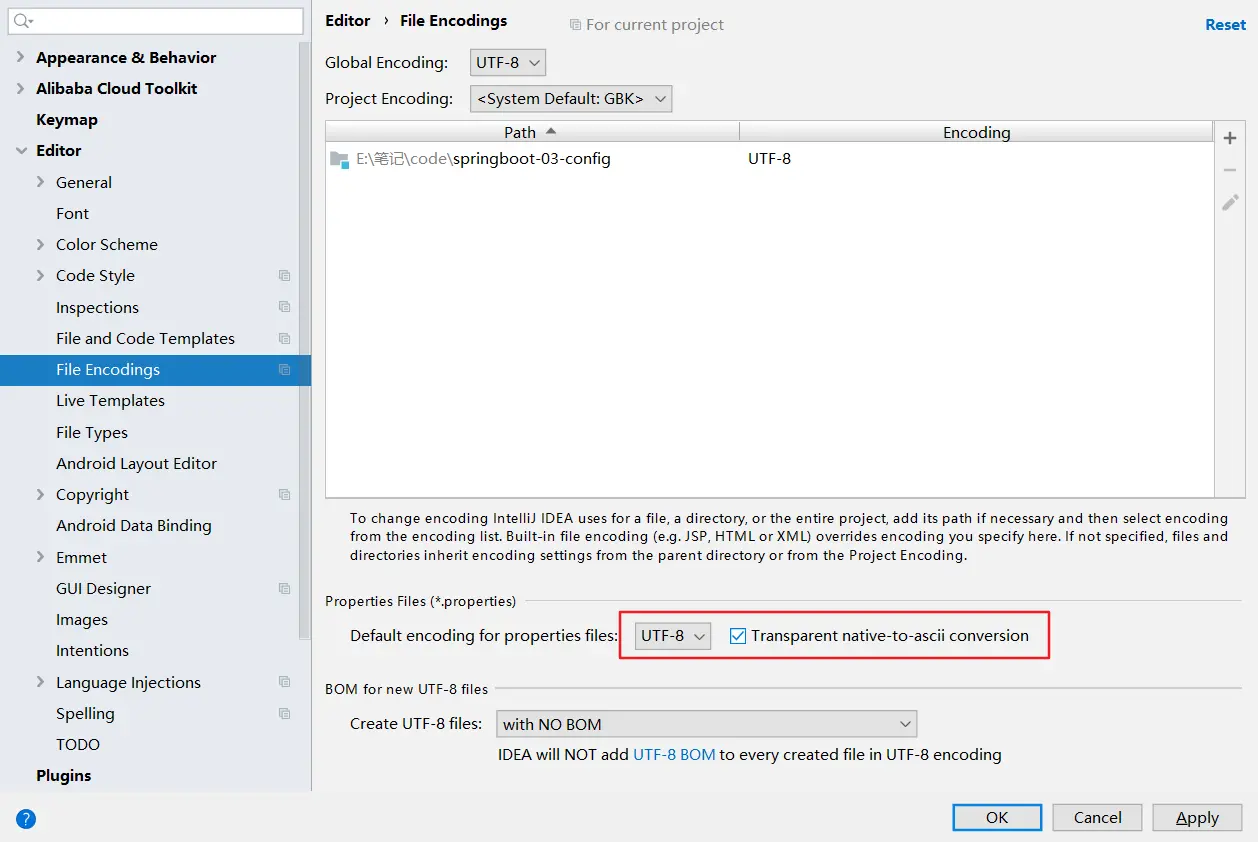 Appearance & Behavior
Alibaba Cloud Toolkit
Keymap
Editor
General
Font
Color Scheme
Code Style
Inspections
File and Code Templates
File Encodings
Live Templates
File Types
Android Layout Editor
Copyright
Android Data Binding
Emmet
GUI Designer
Images
Intentions
Language Injections
Spelling
TODO
Plugins
Editor › File Encodings
For current project
Reset
Global Encoding: UTF-8
Project Encoding: <System Default: GBK>
Path Encoding
E:\笔记\code\springboot-03-config UTF-8
To change encoding IntelliJ IDEA uses for a file, a directory, or the entire project, add its path if necessary and then select encoding
from the encoding list. Built-in file encoding (e.g. JSP, HTML or XML) overrides encoding you specify here. If not specified, files and
directories inherit encoding settings from the parent directory or from the Project Encoding.
Properties Files (*.properties)
Default encoding for properties files: UTF-8 Transparent native-to-ascii conversion
BOM for new UTF-8 files
Create UTF-8 files: with NO BOM
IDEA will NOT add UTF-8 BOM to every created file in UTF-8 encoding
?
OK Cancel Apply